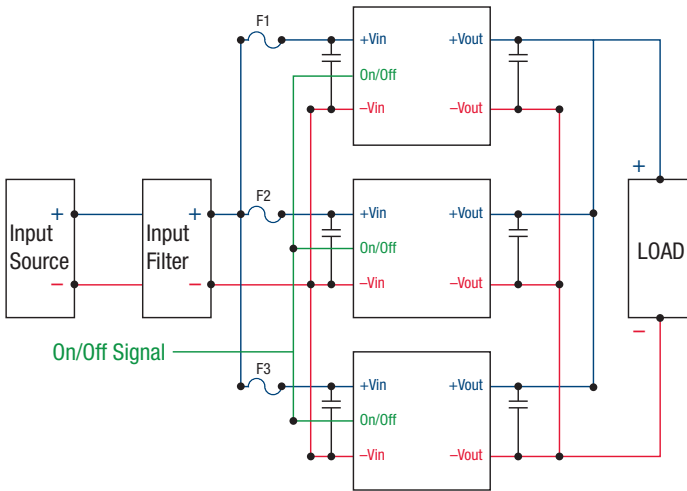 F1
+Vin
+Vout
On/Off
–Vin
–Vout
+
Input
Source
+
–
Input
Filter
+
–
F2
+Vin
+Vout
On/Off
–Vin
–Vout
LOAD
–
On/Off Signal
F3
+Vin
+Vout
On/Off
–Vin
–Vout